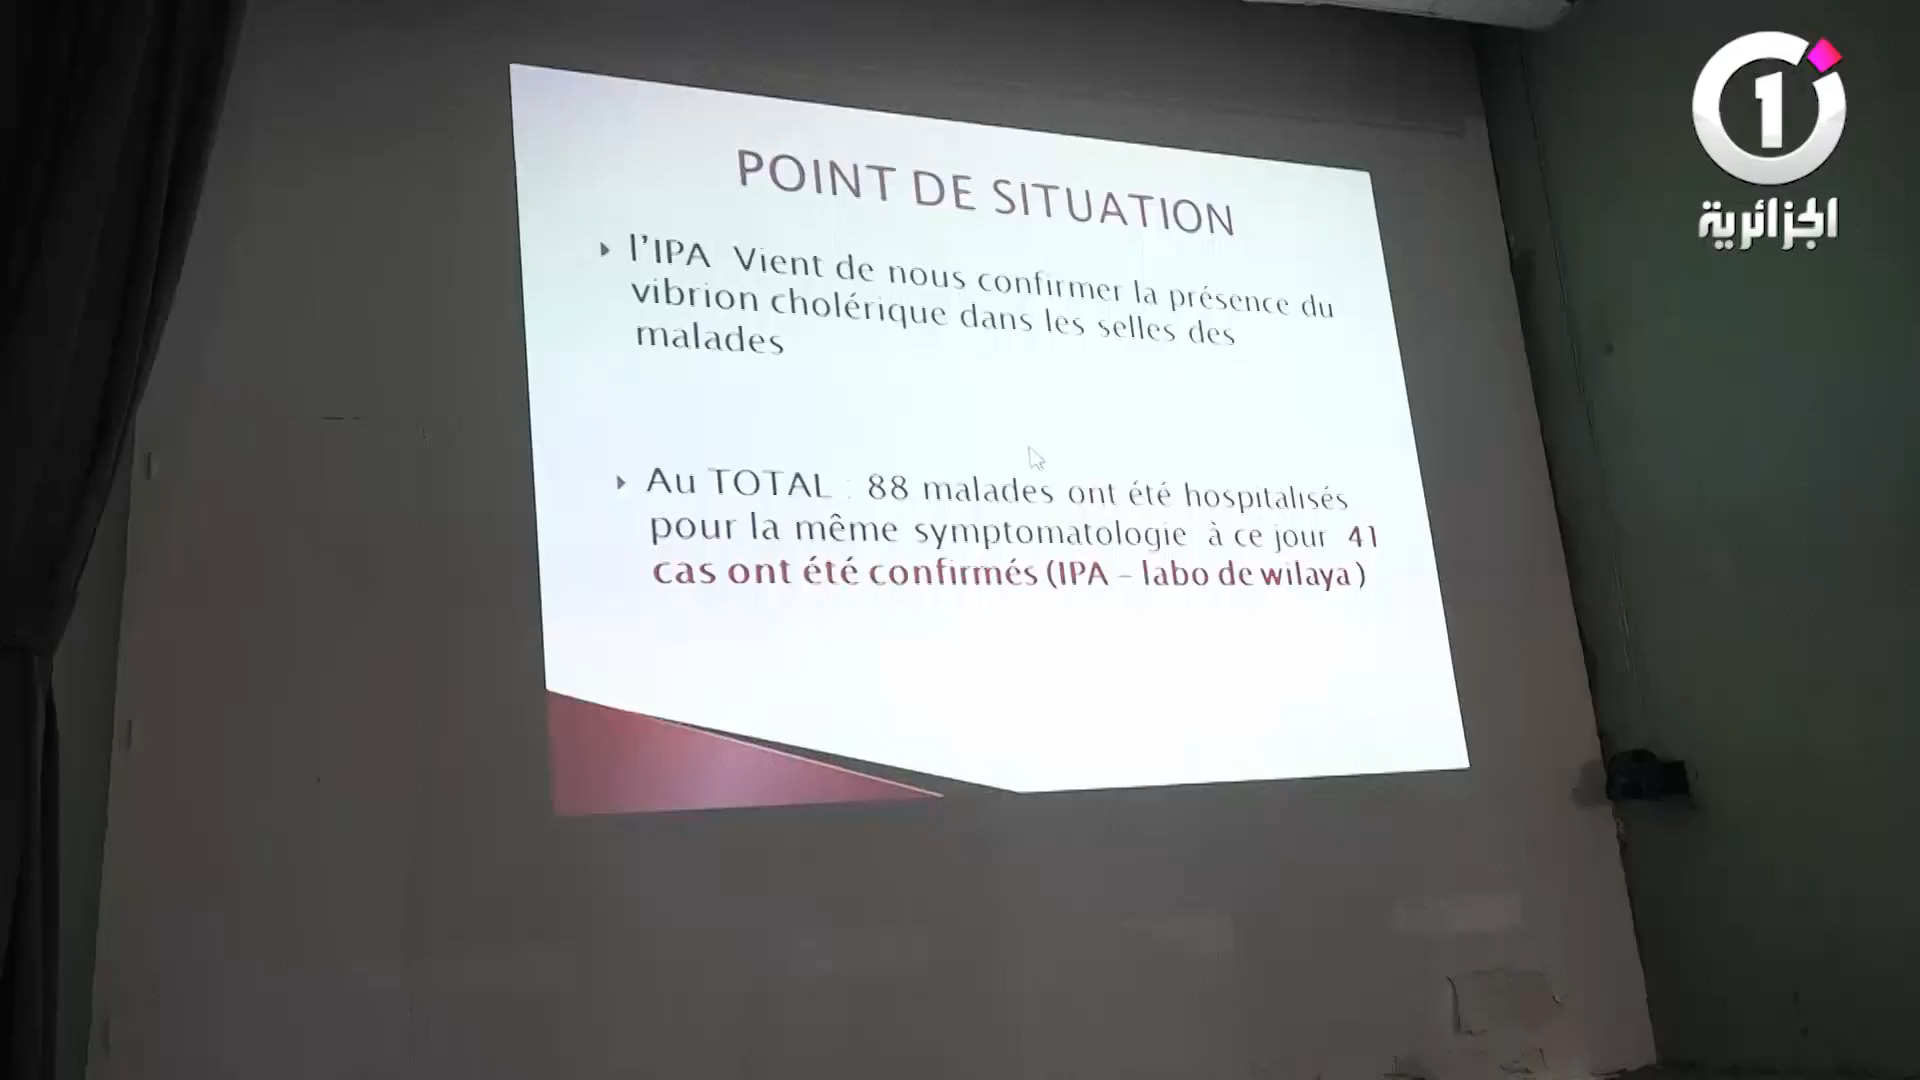 1
الجزائرية
POINT DE SITUATION
l'IPA Vient de nous confirmer la présence du
vibrion cholérique dans les selles des
malades
Au TOTAL : 88 malades ont été hospitalisés
pour la même symptomatologie à ce jour 41
cas ont été confirmés (IPA – labo de wilaya)